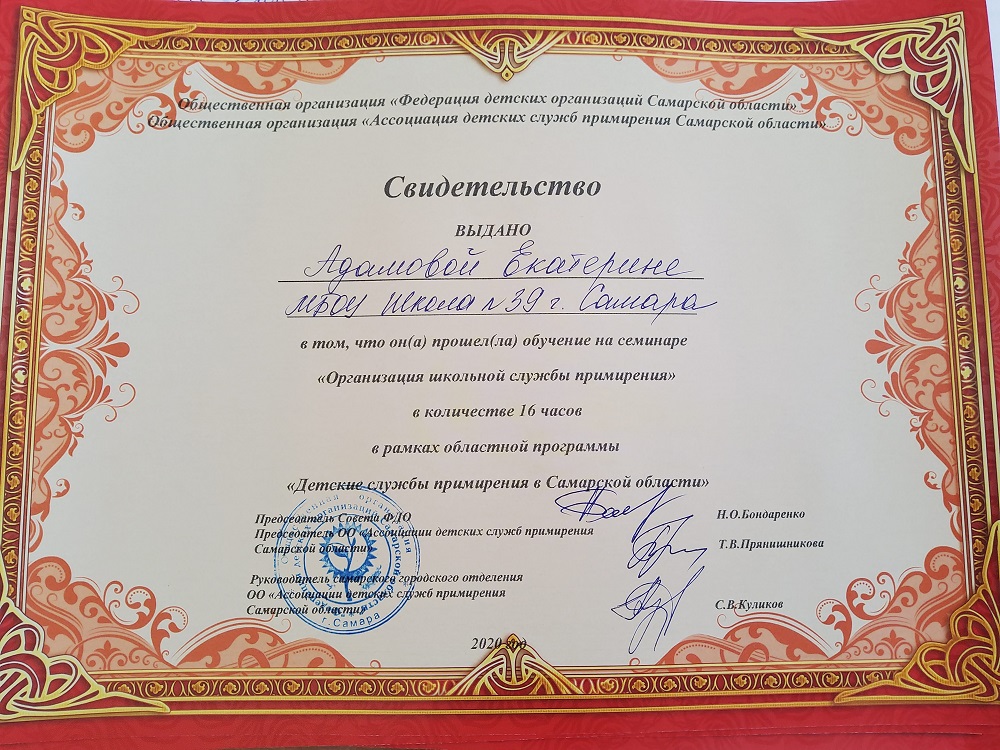 Общественная организация «Федерация детских организаций Самарской области»
Общественная организация «Ассоциация детских служб примирения Самарской области»
Свидетельство
ВЫДАНО
Адамовой Екатерине
МБОУ Школа №39 г. Самара
в том, что он(а) прошел(ла) обучение на семинаре
«Организация школьной службы примирения»
в количестве 16 часов
в рамках областной программы
«Детские службы примирения в Самарской области»
Председатель Совета ФДО
Н.О.Бондаренко
Председатель ОО «Ассоциации детских служб примирения
Самарской области»
Т.В.Прянишникова
Руководитель самарского городского отделения
ОО «Ассоциации детских служб примирения
Самарской области»
С.В.Куликов
общественная организация
г. Самара
2020 год